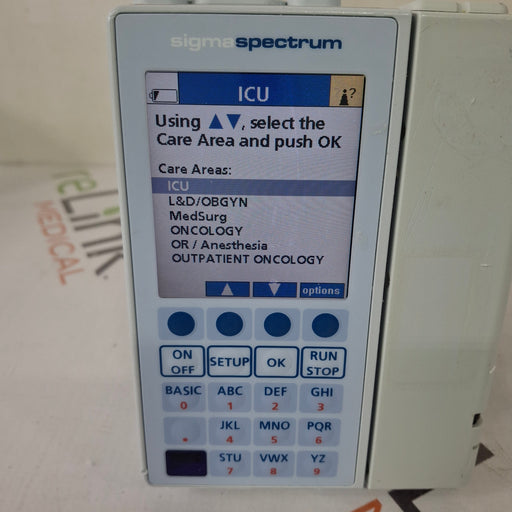 sigmaspectrum
ICU
?
Using ▲▼, select the
Care Area and push OK
Care Areas:
ICU
L&D/OBGYN
MedSurg
ONCOLOGY
OR / Anesthesia
OUTPATIENT ONCOLOGY
options
ON OFF
SETUP
OK
RUN STOP
BASIC 0
ABC 1
DEF 2
GHI 3
JKL 4
MNO 5
PQR 6
STU 7
VWX 8
YZ 9
MEDICAL